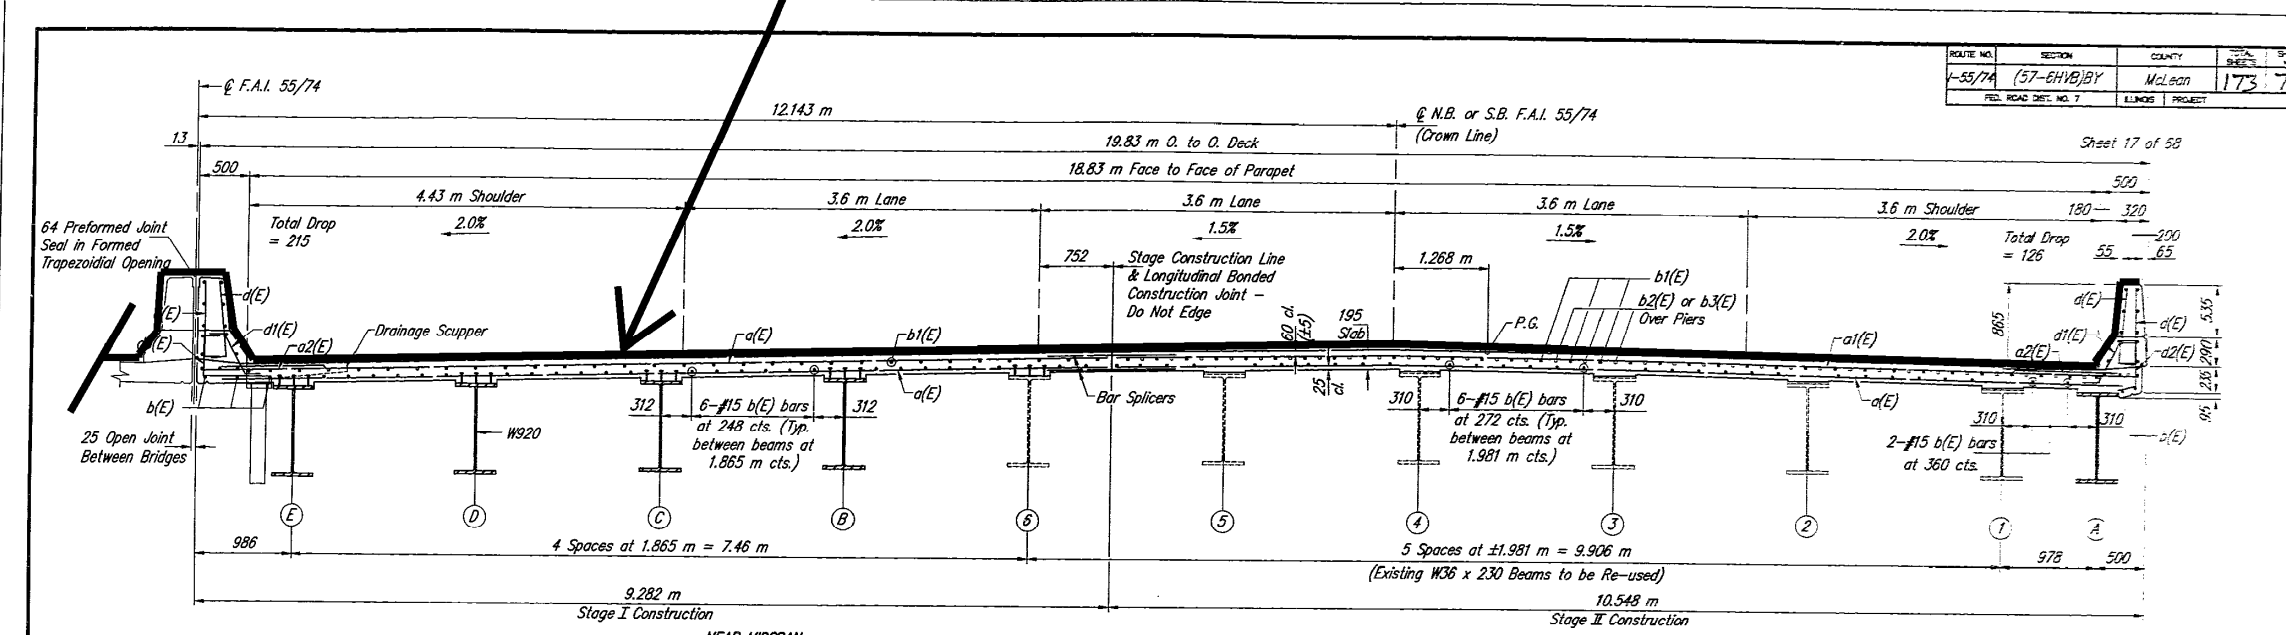 ROUTE NO. SECTION COUNTY TOTAL SHEETS
I-55/74 (57-6HVB)BY McLean 173
FED. ROAD DIST. NO. 7 ILLINOIS PROJECT
Sheet 17 of 58
℄ F.A.I. 55/74
12.143 m
℄ N.B. or S.B. F.A.I. 55/74
(Crown Line)
13
19.83 m O. to O. Deck
500
18.83 m Face to Face of Parapet
500
4.43 m Shoulder
3.6 m Lane
3.6 m Lane
3.6 m Lane
3.6 m Shoulder
180
320
Total Drop
= 215
2.0%
2.0%
1.5%
1.5%
2.0%
Total Drop
= 126
200
55
65
64 Preformed Joint
Seal in Formed
Trapezoidial Opening
752
Stage Construction Line
& Longitudinal Bonded
Construction Joint –
Do Not Edge
1.268 m
b1(E)
b2(E) or b3(E)
Over Piers
d(E)
d1(E)
a2(E)
Drainage Scupper
a(E)
b1(E)
60 cl.
(±5)
195
Slab
P.G.
a1(E)
865
d(E)
d1(E)
a2(E)
d(E)
d2(E)
535
290
235
95
b(E)
a(E)
Bar Splicers
25
cl.
a(E)
312
6-#15 b(E) bars
at 248 cts. (Typ.
between beams at
1.865 m cts.)
312
310
6-#15 b(E) bars
at 272 cts. (Typ.
between beams at
1.981 m cts.)
310
310
310
2-#15 b(E) bars
at 360 cts.
25 Open Joint
Between Bridges
W920
E
D
C
B
6
5
4
3
2
1
A
986
4 Spaces at 1.865 m = 7.46 m
5 Spaces at ±1.981 m = 9.906 m
(Existing W36 x 230 Beams to be Re-used)
978
500
9.282 m
Stage I Construction
10.548 m
Stage II Construction
NEAR MIDSPAN